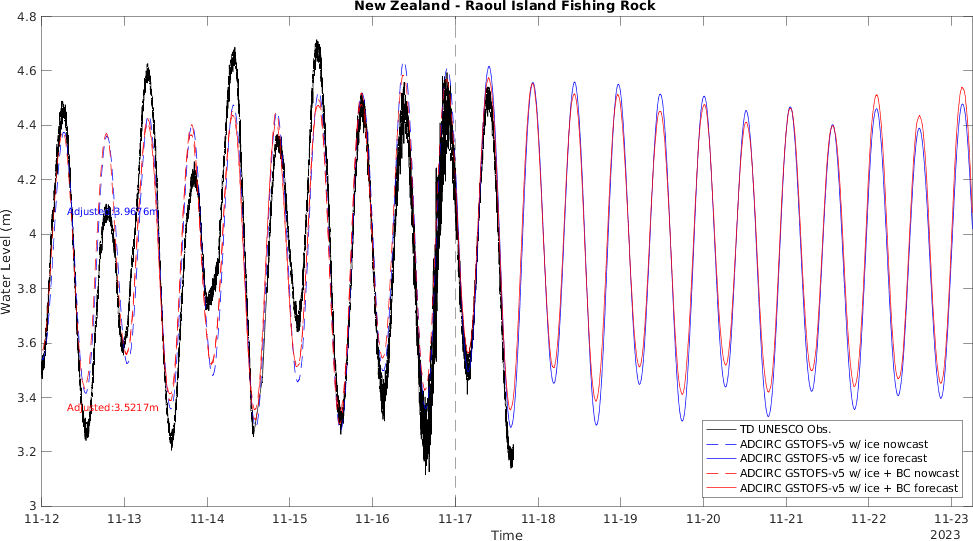 New Zealand - Raoul Island Fishing Rock
4.8
4.6
4.4
4.2
4
3.8
3.6
3.4
3.2
3
Water Level (m)
Adjusted:3.9676m
Adjusted:3.5217m
TD UNESCO Obs.
ADCIRC GSTOFS-v5 w/ ice nowcast
ADCIRC GSTOFS-v5 w/ ice forecast
ADCIRC GSTOFS-v5 w/ ice + BC nowcast
ADCIRC GSTOFS-v5 w/ ice + BC forecast
11-12 11-13 11-14 11-15 11-16 11-17 11-18 11-19 11-20 11-21 11-22 11-23
Time
2023